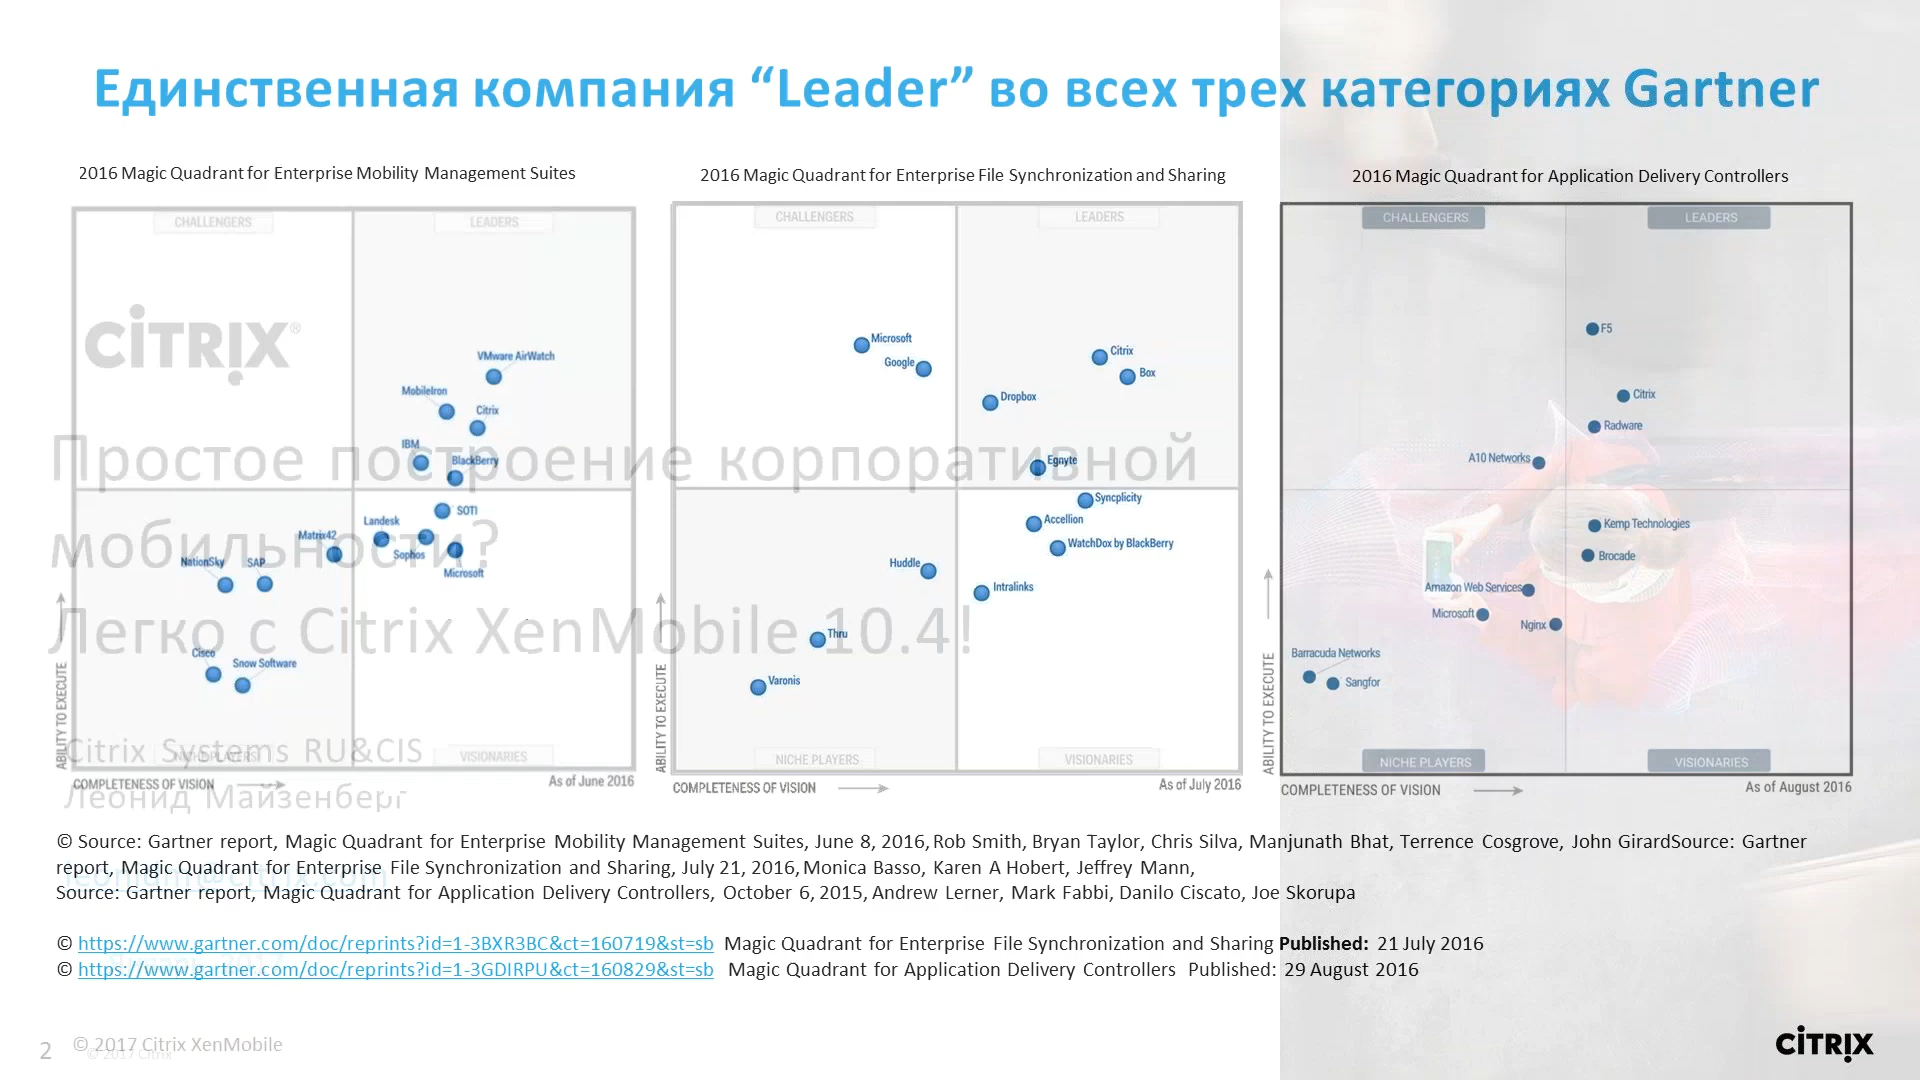 Единственная компания “Leader” во всех трех категориях Gartner
2016 Magic Quadrant for Enterprise Mobility Management Suites
2016 Magic Quadrant for Enterprise File Synchronization and Sharing
2016 Magic Quadrant for Application Delivery Controllers
CHALLENGERS
LEADERS
CITRIX®
VMware AirWatch
MobileIron
Citrix
IBM
BlackBerry
SOTI
Landesk
Matrix42
Sophos
Microsoft
NationSky
SAP
Cisco
Snow Software
NICHE PLAYERS
VISIONARIES
ABILITY TO EXECUTE
COMPLETENESS OF VISION
As of June 2016
CHALLENGERS
LEADERS
Microsoft
Google
Citrix
Box
Dropbox
Egnyte
Syncplicity
Accellion
WatchDox by BlackBerry
Huddle
Intralinks
Thru
Varonis
NICHE PLAYERS
VISIONARIES
ABILITY TO EXECUTE
COMPLETENESS OF VISION
As of July 2016
CHALLENGERS
LEADERS
F5
Citrix
Radware
A10 Networks
Kemp Technologies
Brocade
Amazon Web Services
Microsoft
Nginx
Barracuda Networks
Sangfor
NICHE PLAYERS
VISIONARIES
ABILITY TO EXECUTE
COMPLETENESS OF VISION
As of August 2016
Простое построение корпоративной
мобильности?
Легко с Citrix XenMobile 10.4!
Citrix Systems RU&CIS
Леонид Майзенберг
© Source: Gartner report, Magic Quadrant for Enterprise Mobility Management Suites, June 8, 2016, Rob Smith, Bryan Taylor, Chris Silva, Manjunath Bhat, Terrence Cosgrove, John GirardSource: Gartner
report, Magic Quadrant for Enterprise File Synchronization and Sharing, July 21, 2016, Monica Basso, Karen A Hobert, Jeffrey Mann,
Source: Gartner report, Magic Quadrant for Application Delivery Controllers, October 6, 2015, Andrew Lerner, Mark Fabbi, Danilo Ciscato, Joe Skorupa
© https://www.gartner.com/doc/reprints?id=1-3BXR3BC&ct=160719&st=sb Magic Quadrant for Enterprise File Synchronization and Sharing Published: 21 July 2016
© https://www.gartner.com/doc/reprints?id=1-3GDIRPU&ct=160829&st=sb Magic Quadrant for Application Delivery Controllers Published: 29 August 2016
2
© 2017 Citrix XenMobile
© 2017 Citrix
CITRIX